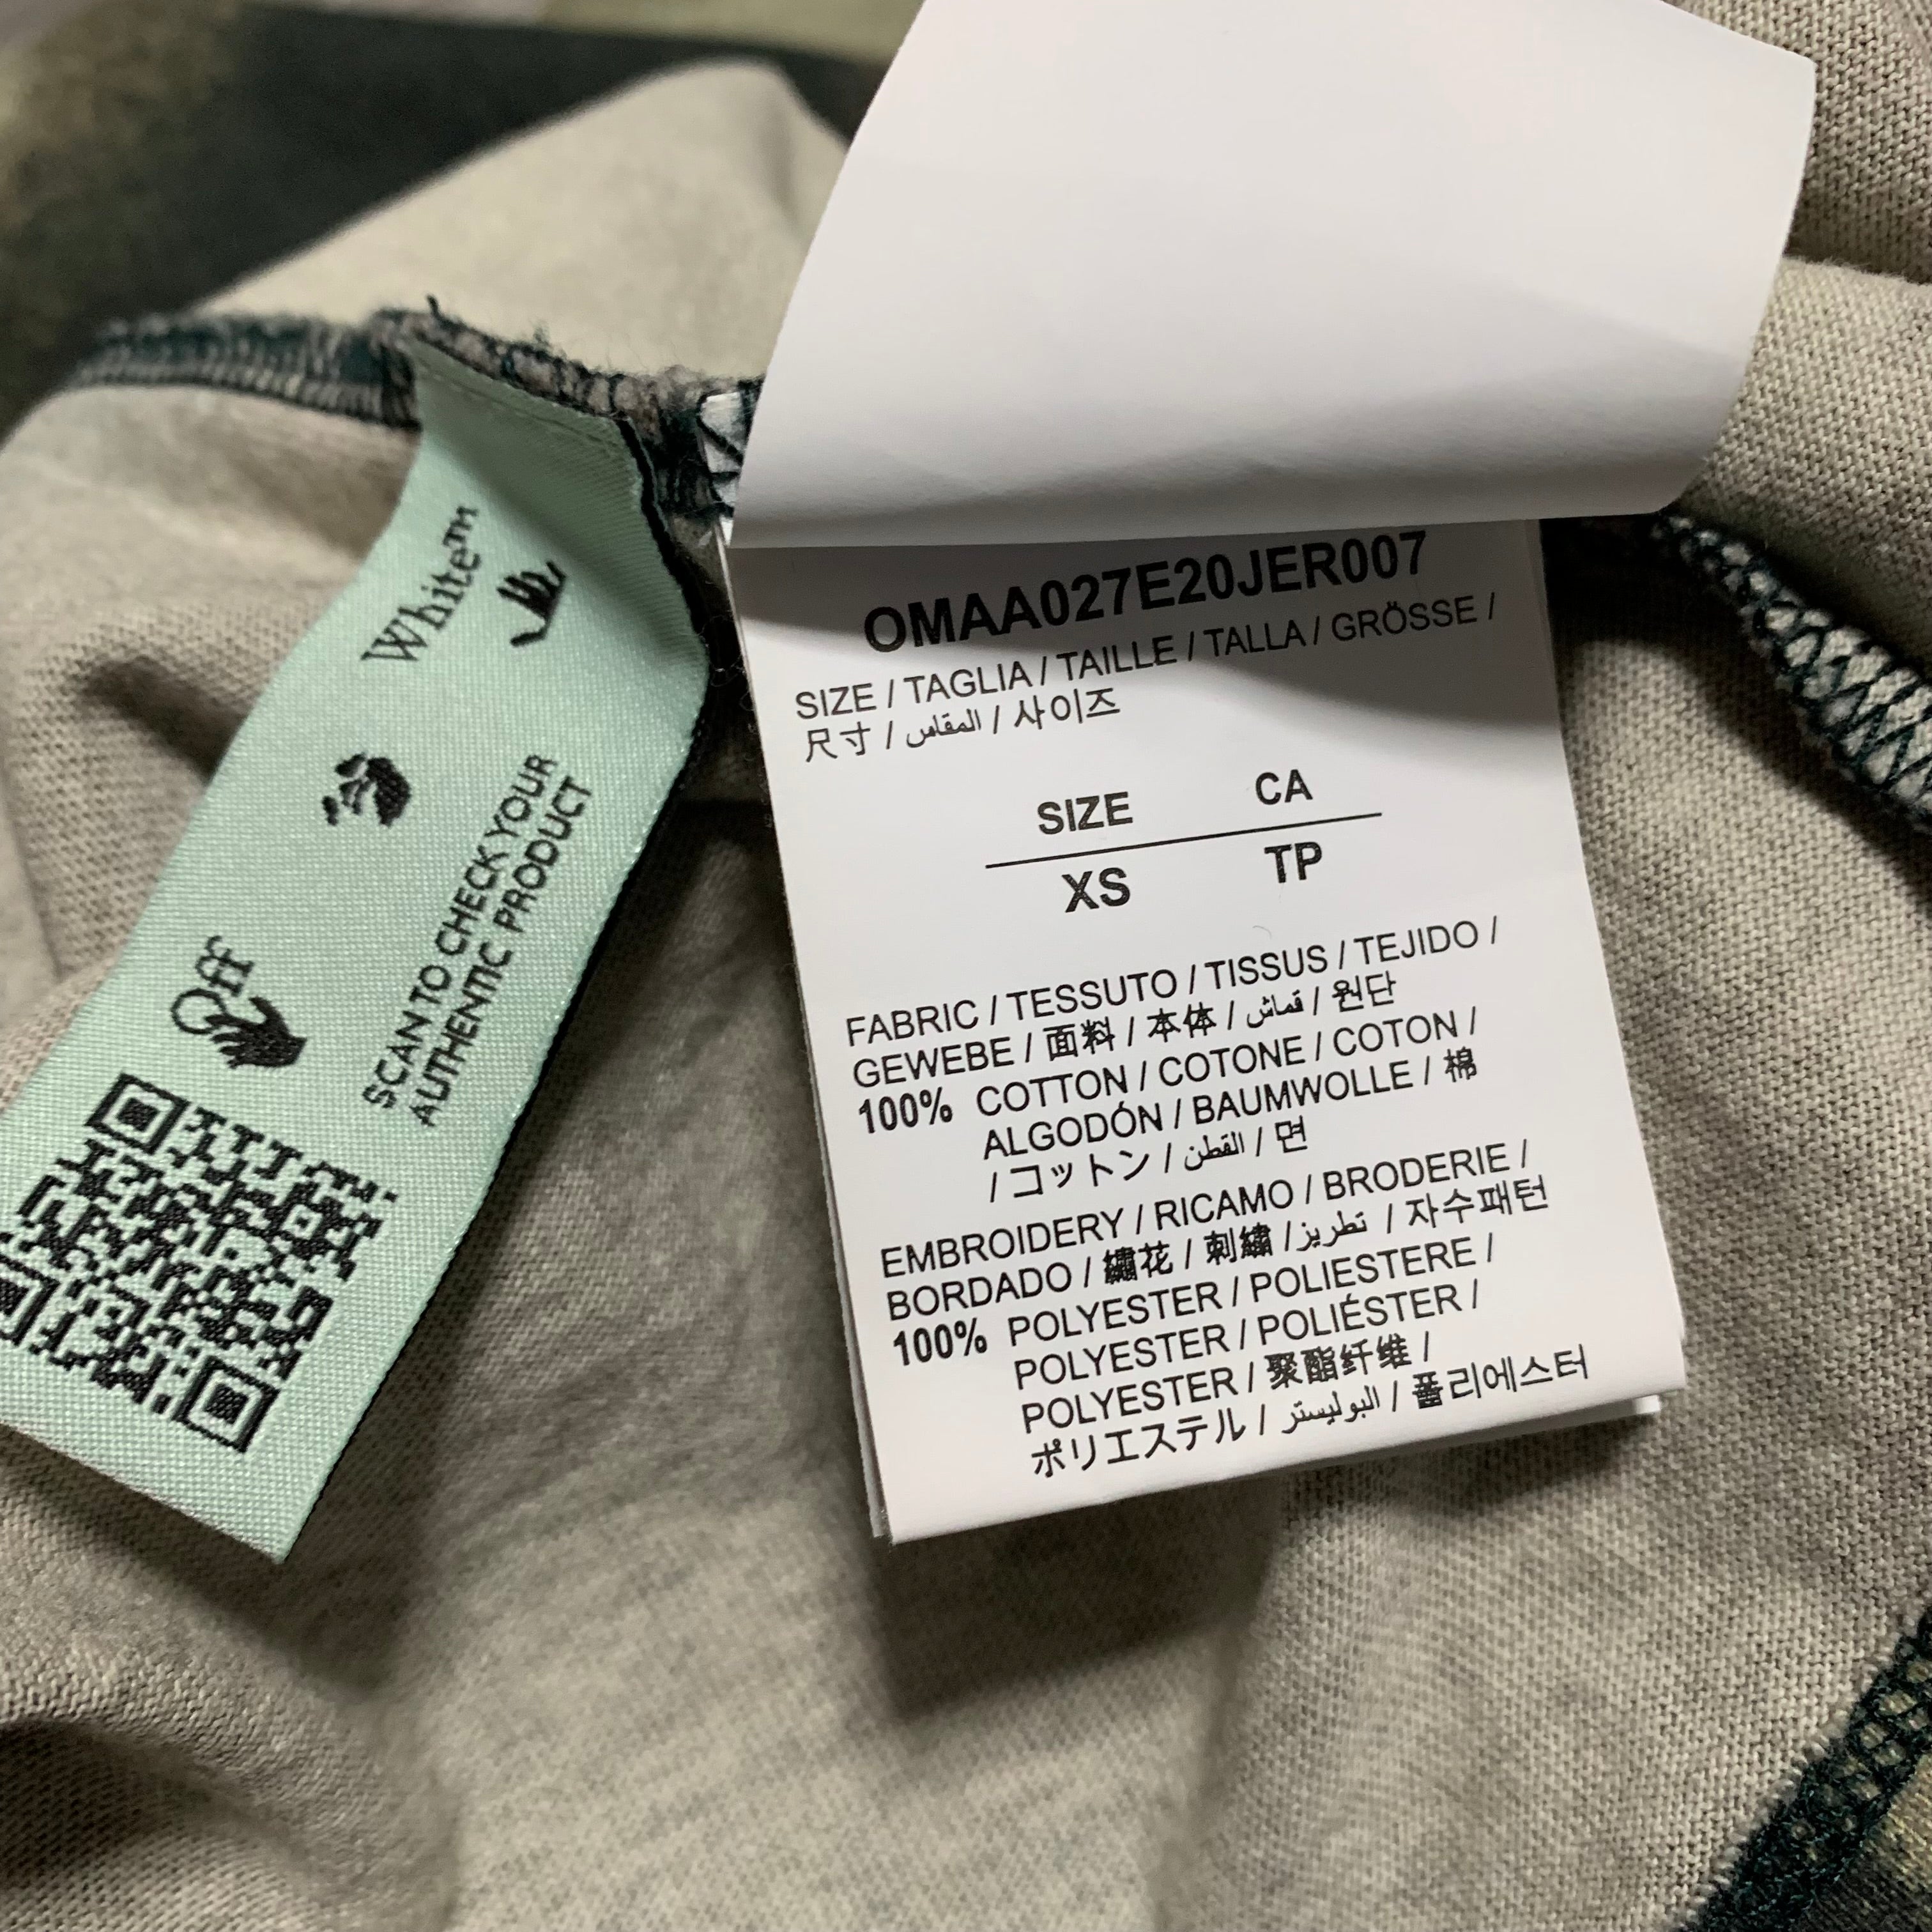 Off
White™
SCAN TO CHECK YOUR
AUTHENTIC PRODUCT
OMAA027E20JER007
SIZE / TAGLIA / TAILLE / TALLA / GRÖSSE /
尺寸 / المقاس / 사이즈
SIZE CA
XS TP
FABRIC / TESSUTO / TISSUS / TEJIDO /
GEWEBE / 面料 / 本体 / قماش / 원단
100% COTTON / COTONE / COTON /
ALGODÓN / BAUMWOLLE / 棉
/ コットン / القطن / 면
EMBROIDERY / RICAMO / BRODERIE /
BORDADO / 繡花 / 刺繍 / تطريز / 자수패턴
100% POLYESTER / POLIESTERE /
POLYESTER / POLIÉSTER /
POLYESTER / 聚酯纤维 /
ポリエステル / البوليستر / 폴리에스터